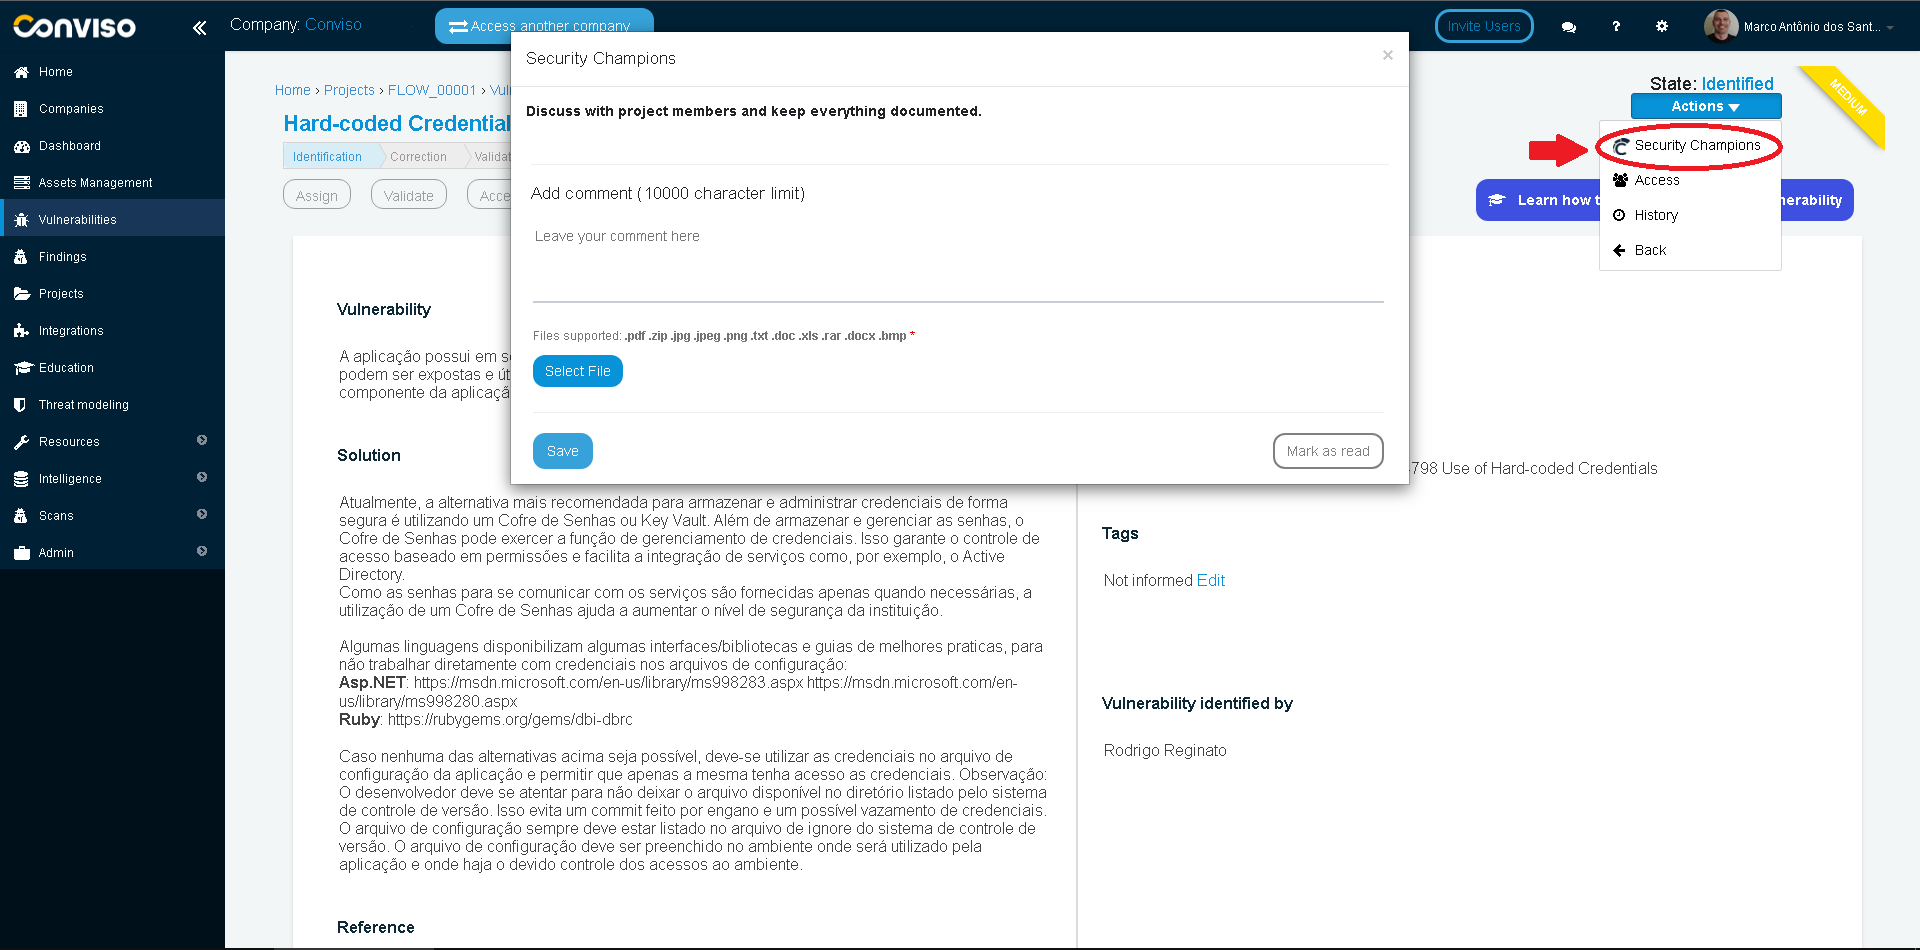 Conviso
Company: Conviso
Access another company
Invite Users
?
Marco Antônio dos Sant...
Home
Companies
Dashboard
Assets Management
Vulnerabilities
Findings
Projects
Integrations
Education
Threat modeling
Resources
Intelligence
Scans
Admin
Home › Projects › FLOW_00001 ›
Hard-coded
Identification
Correction
Assign
Validate
State: Identified
Actions
MEDIUM
Security Champions
Access
History
Back
Learn how
Security Champions
×
Discuss with project members and keep everything documented.
Add comment (10000 character limit)
Leave your comment here
Files supported: .pdf .zip .jpg .jpeg .png .txt .doc .xls .rar .docx .bmp *
Select File
Save
Mark as read
Vulnerability
A aplicação possui em
podem ser expostas e
componente da
Solution
Atualmente, a alternativa mais recomendada para armazenar e administrar credenciais de forma
segura é utilizando um Cofre de Senhas ou Key Vault. Além de armazenar e gerenciar as senhas, o
Cofre de Senhas pode exercer a função de gerenciamento de credenciais. Isso garante o controle de
acesso baseado em permissões e facilita a integração de serviços como, por exemplo, o Active
Directory.
Como as senhas para se comunicar com os serviços são fornecidas apenas quando necessárias, a
utilização de um Cofre de Senhas ajuda a aumentar o nível de segurança da instituição.
Algumas linguagens disponibilizam algumas interfaces/bibliotecas e guias de melhores praticas, para
não trabalhar diretamente com credenciais nos arquivos de configuração:
Asp.NET: https://msdn.microsoft.com/en-us/library/ms998283.aspx https://msdn.microsoft.com/en-
us/library/ms998280.aspx
Ruby: https://rubygems.org/gems/dbi-dbrc
Caso nenhuma das alternativas acima seja possível, deve-se utilizar as credenciais no arquivo de
configuração da aplicação e permitir que apenas a mesma tenha acesso as credenciais. Observação:
O desenvolvedor deve se atentar para não deixar o arquivo disponível no diretório listado pelo sistema
de controle de versão. Isso evita um commit feito por engano e um possível vazamento de credenciais.
O arquivo de configuração sempre deve estar listado no arquivo de ignore do sistema de controle de
versão. O arquivo de configuração deve ser preenchido no ambiente onde será utilizado pela
aplicação e onde haja o devido controle dos acessos ao ambiente.
Reference
-798 Use of Hard-coded Credentials
Tags
Not informed Edit
Vulnerability identified by
Rodrigo Reginato